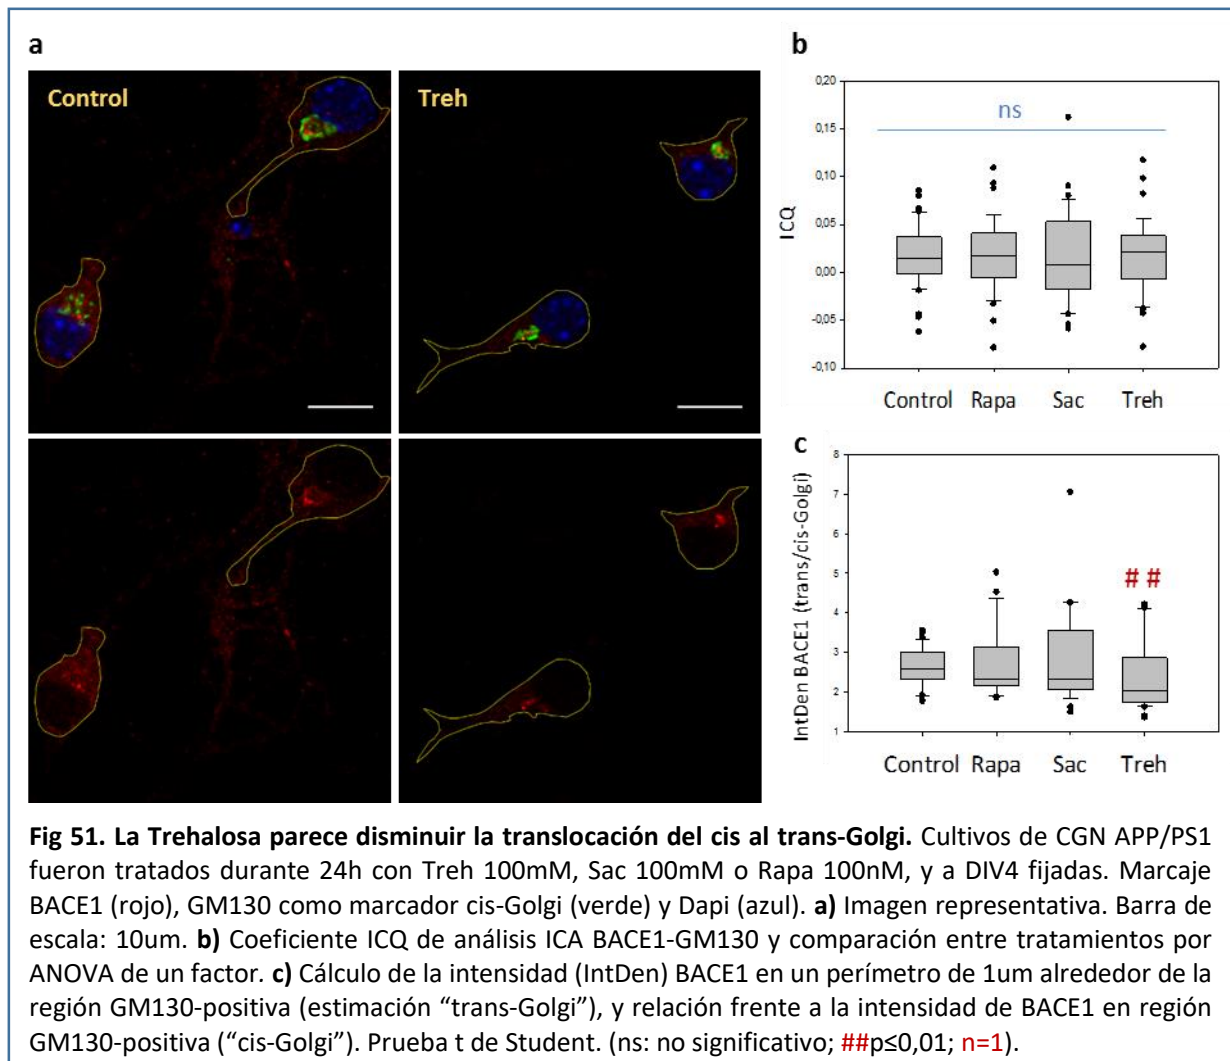 a
Control
Treh
b
0,20
0,15
0,10
0,05
0,00
-0,05
-0,10
ICQ
ns
Control Rapa Sac Treh
c
8
7
6
5
4
3
2
1
IntDen BACE1 (trans/cis-Golgi)
# #
Control Rapa Sac Treh
Fig 51. La Trehalosa parece disminuir la translocación del cis al trans-Golgi. Cultivos de CGN APP/PS1
fueron tratados durante 24h con Treh 100mM, Sac 100mM o Rapa 100nM, y a DIV4 fijadas. Marcaje
BACE1 (rojo), GM130 como marcador cis-Golgi (verde) y Dapi (azul). a) Imagen representativa. Barra de
escala: 10um. b) Coeficiente ICQ de análisis ICA BACE1-GM130 y comparación entre tratamientos por
ANOVA de un factor. c) Cálculo de la intensidad (IntDen) BACE1 en un perímetro de 1um alrededor de la
región GM130-positiva (estimación “trans-Golgi”), y relación frente a la intensidad de BACE1 en región
GM130-positiva (“cis-Golgi”). Prueba t de Student. (ns: no significativo; ##p≤0,01; n=1).